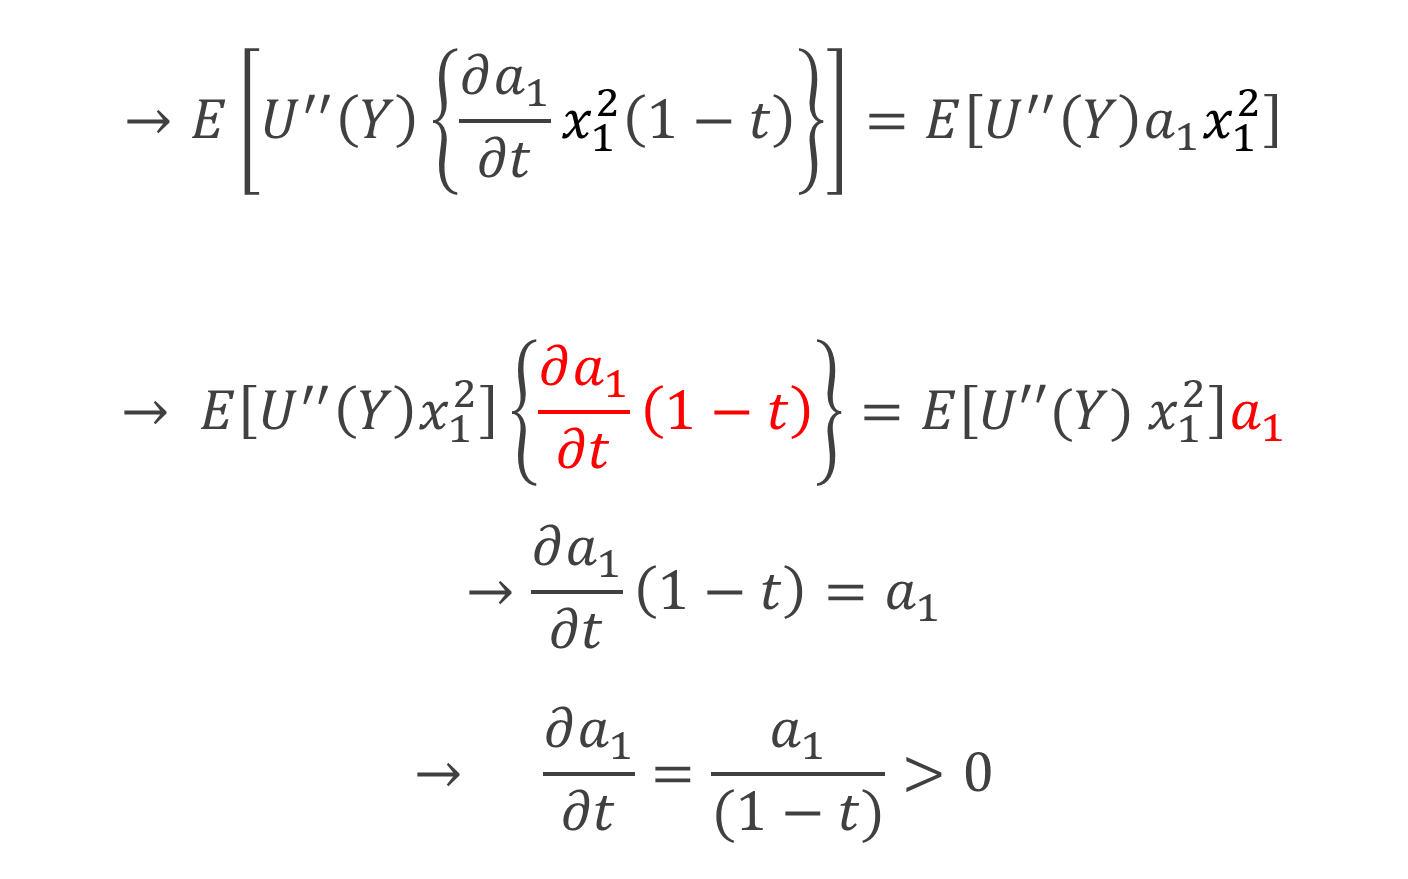 → E[U′′(Y){∂a₁/∂t x₁²(1 − t)}] = E[U′′(Y)a₁x₁²]
→ E[U′′(Y)x₁²]{∂a₁/∂t (1 − t)} = E[U′′(Y) x₁²]a₁
→ ∂a₁/∂t (1 − t) = a₁
→ ∂a₁/∂t = a₁/(1 − t) > 0